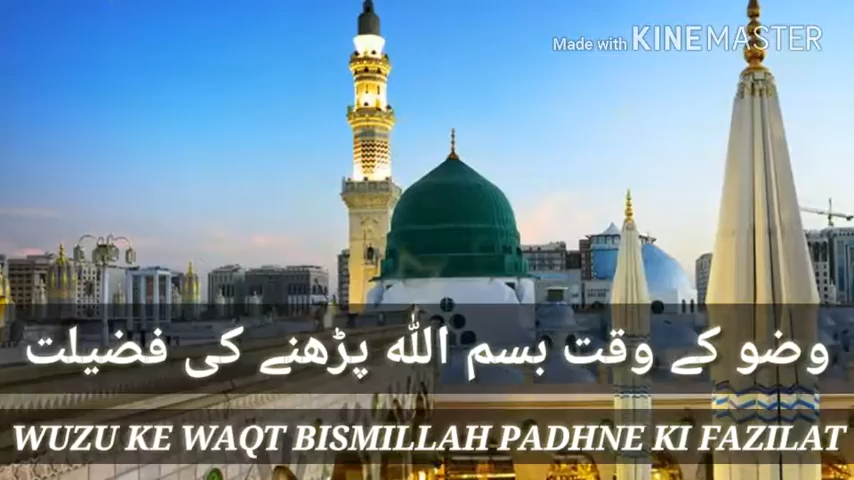 Made with KINEMASTER
وضو کے وقت بسم اللہ پڑھنے کی فضیلت
WUZU KE WAQT BISMILLAH PADHNE KI FAZILAT